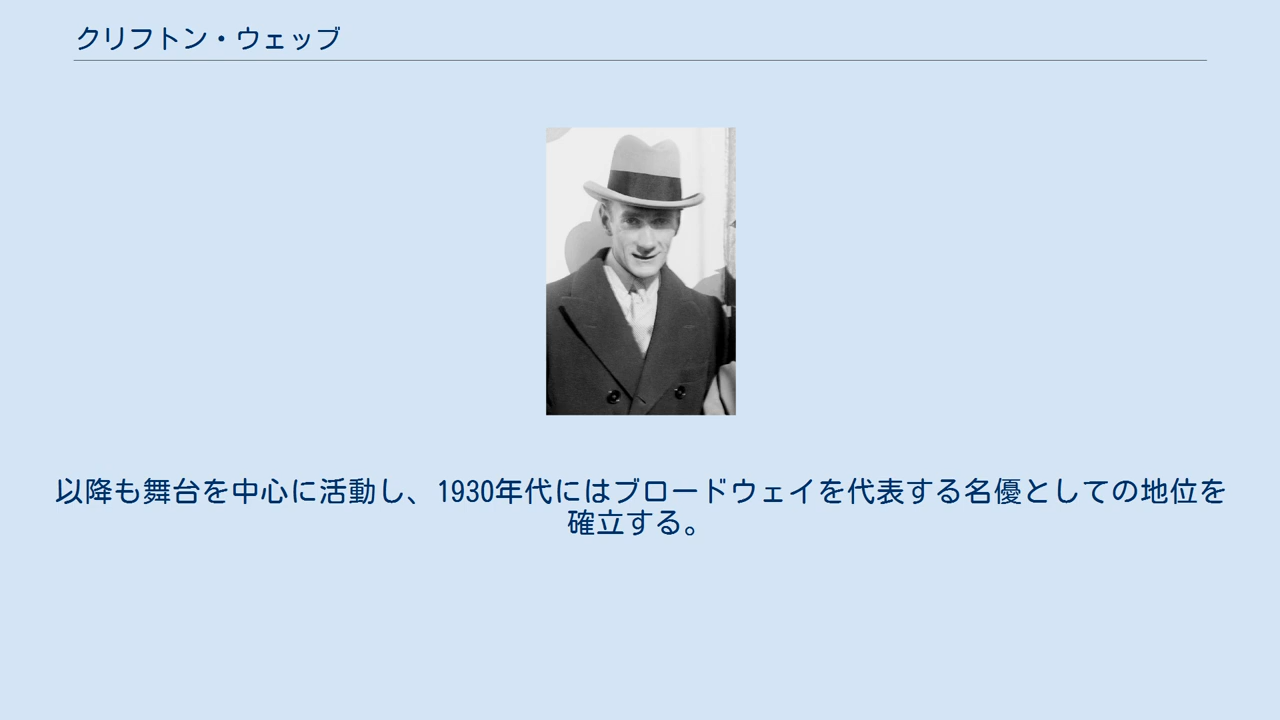 クリフトン・ウェッブ
以降も舞台を中心に活動し、1930年代にはブロードウェイを代表する名優としての地位を
確立する。